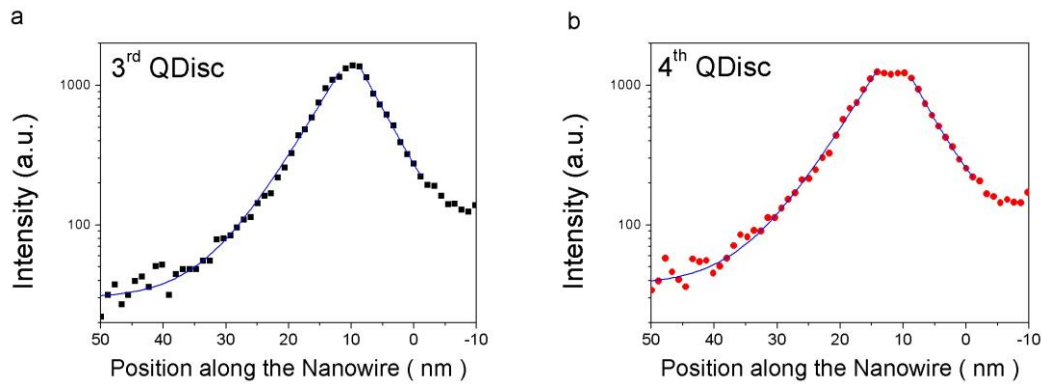 a
3rd QDisc
1000
100
Intensity (a.u.)
50 40 30 20 10 0 -10
Position along the Nanowire ( nm )
b
4th QDisc
1000
100
Intensity (a.u.)
50 40 30 20 10 0 -10
Position along the Nanowire ( nm )